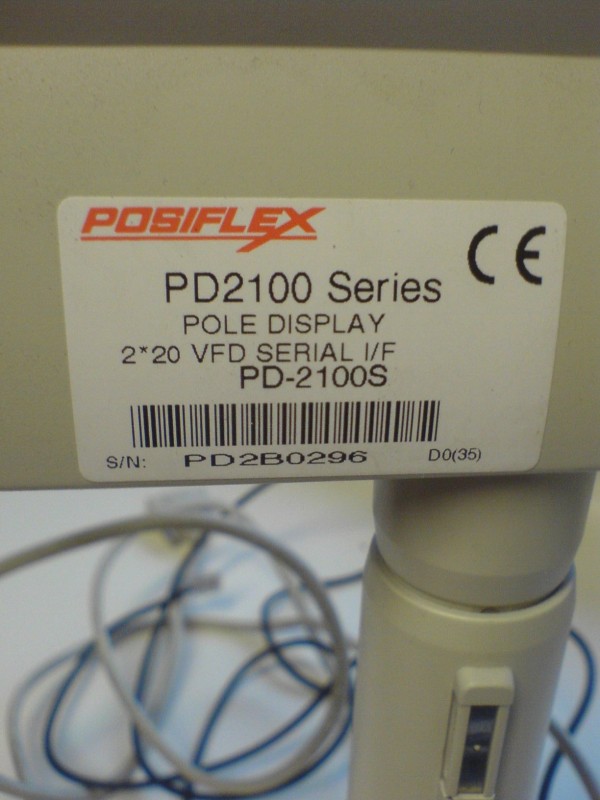 POSIFLEX
CE
PD2100 Series
POLE DISPLAY
2*20 VFD SERIAL I/F
PD-2100S
S/N: PD2B0296 D0(35)